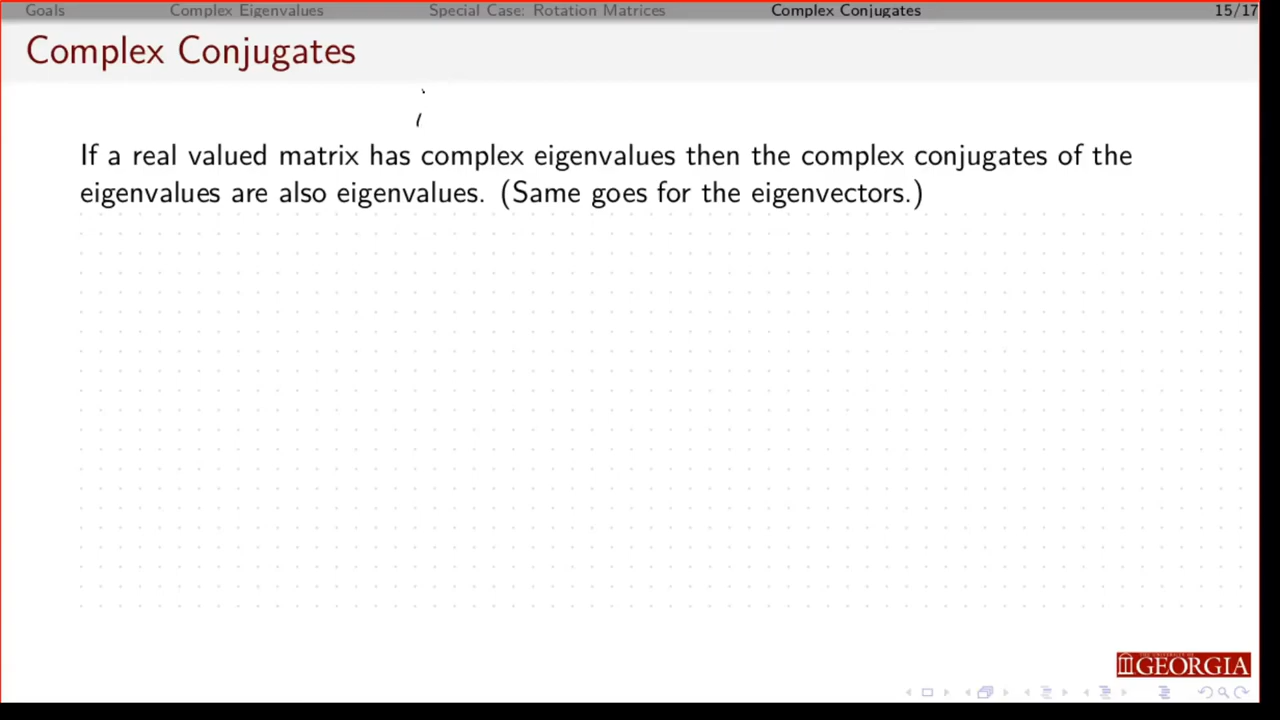 Goals Complex Eigenvalues Special Case: Rotation Matrices Complex Conjugates 15/17
Complex Conjugates
If a real valued matrix has complex eigenvalues then the complex conjugates of the
eigenvalues are also eigenvalues. (Same goes for the eigenvectors.)
GEORGIA